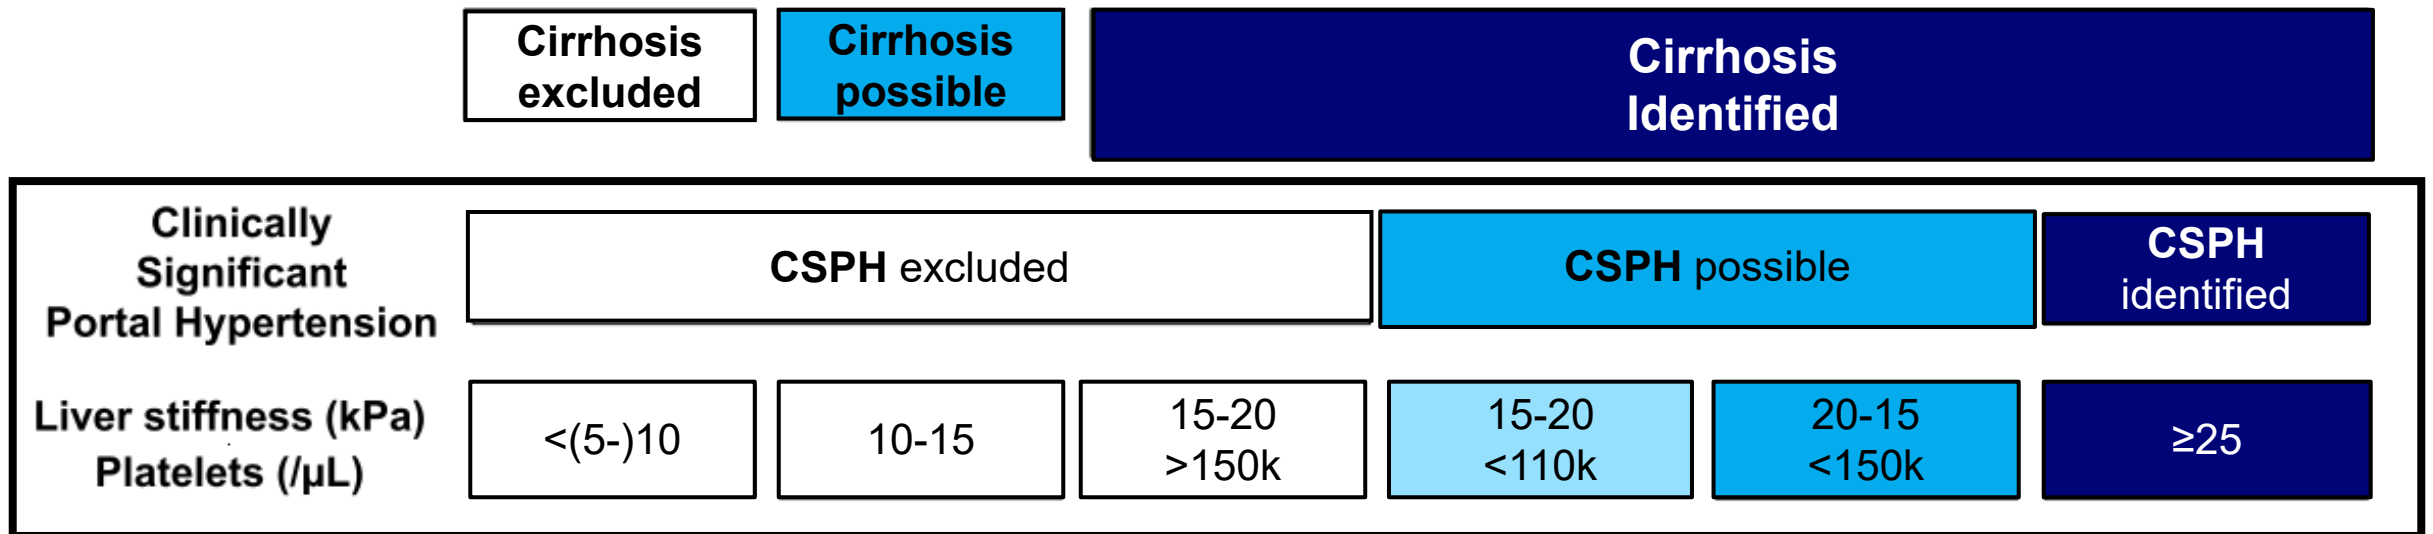 Cirrhosis
excluded
Cirrhosis
possible
Cirrhosis
Identified
Clinically
Significant
Portal Hypertension
CSPH excluded
CSPH possible
CSPH
identified
Liver stiffness (kPa)
Platelets (/µL)
<(5-)10
10-15
15-20
>150k
15-20
<110k
20-15
<150k
≥25